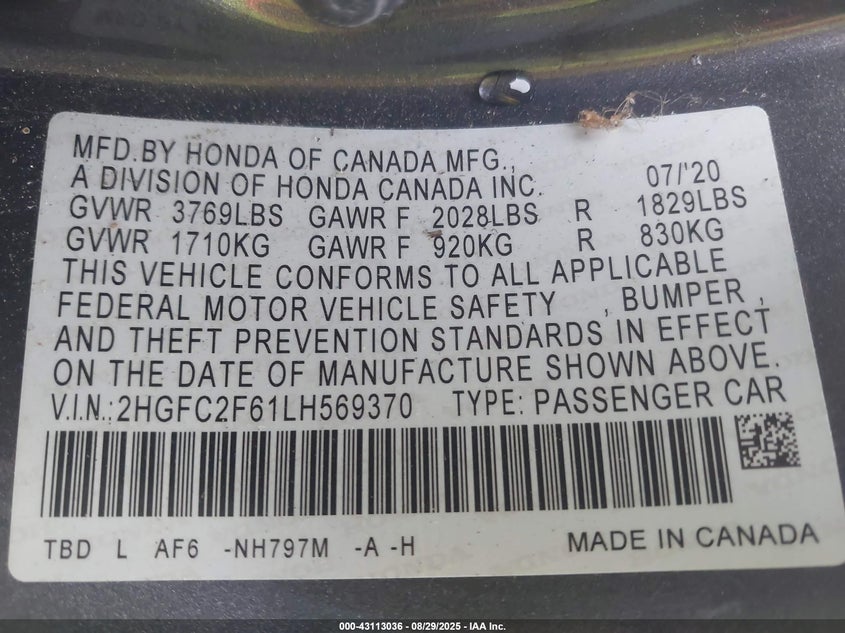 MFD.BY HONDA OF CANADA MFG.,
A DIVISION OF HONDA CANADA INC. 07/'20
GVWR 3769LBS GAWR F 2028LBS R 1829LBS
GVWR 1710KG GAWR F 920KG R 830KG
THIS VEHICLE CONFORMS TO ALL APPLICABLE
FEDERAL MOTOR VEHICLE SAFETY , BUMPER ,
AND THEFT PREVENTION STANDARDS IN EFFECT
ON THE DATE OF MANUFACTURE SHOWN ABOVE.
V.I.N.:2HGFC2F61LH569370 TYPE: PASSENGER CAR
TBD L AF6 -NH797M -A -H MADE IN CANADA
000-43113036 - 08/29/2025 - IAA Inc.